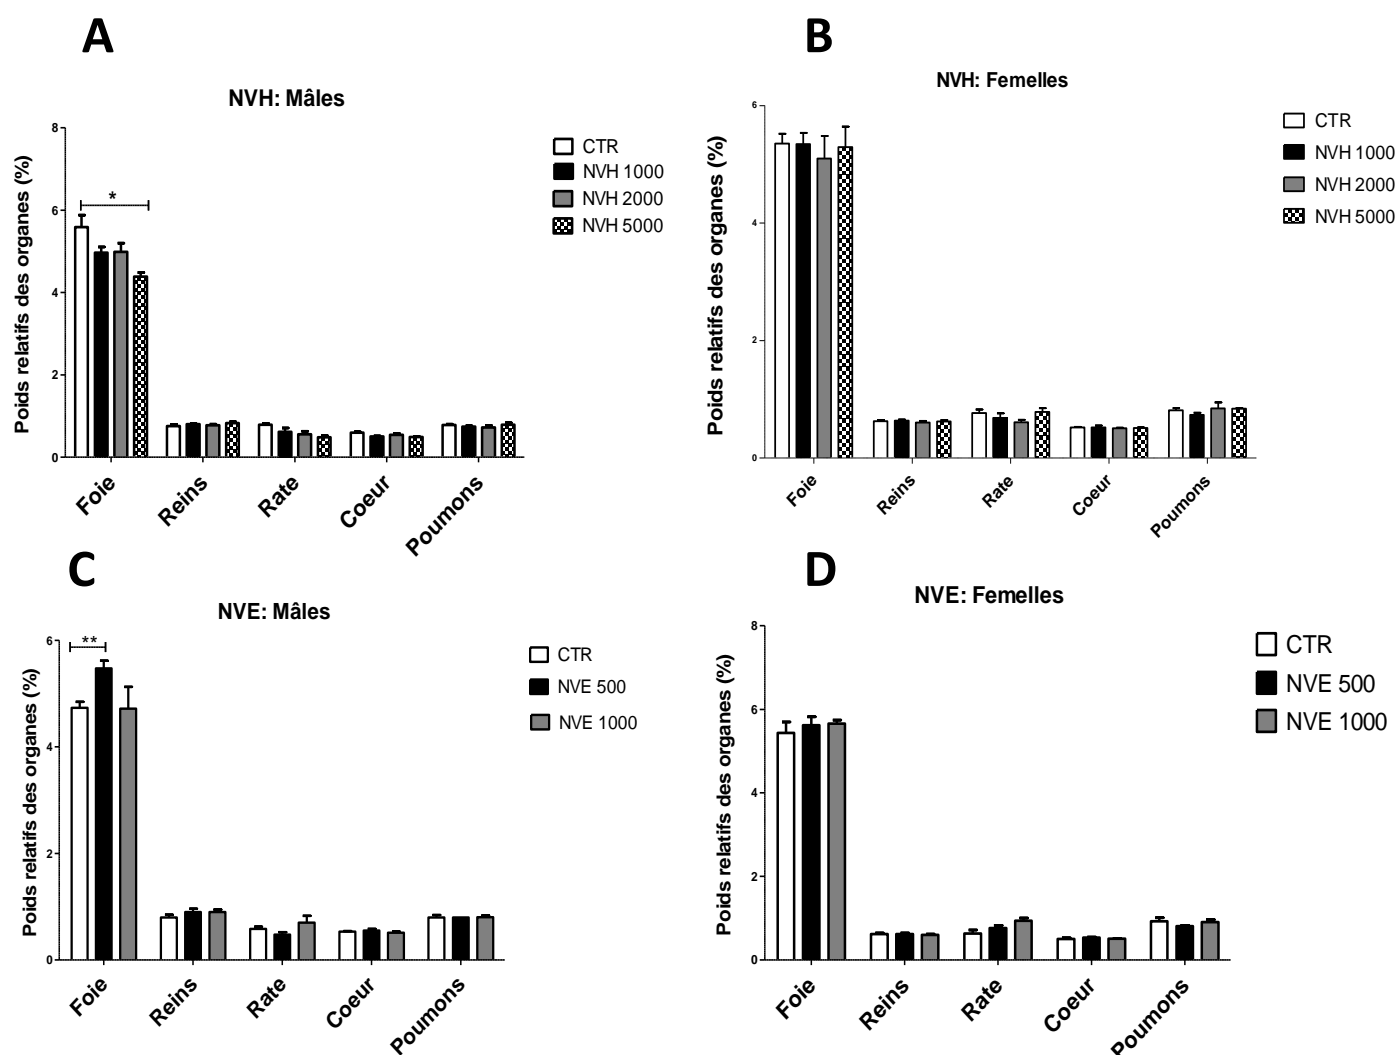 A
NVH: Mâles
Poids relatifs des organes (%)
8
6
4
2
0
*
CTR
NVH 1000
NVH 2000
NVH 5000
Foie
Reins
Rate
Coeur
Poumons
B
NVH: Femelles
Poids relatifs des organes (%)
6
4
2
0
CTR
NVH 1000
NVH 2000
NVH 5000
Foie
Reins
Rate
Coeur
Poumons
C
NVE: Mâles
Poids relatifs des organes (%)
6
4
2
0
**
CTR
NVE 500
NVE 1000
Foie
Reins
Rate
Coeur
Poumons
D
NVE: Femelles
Poids relatifs des organes (%)
8
6
4
2
0
CTR
NVE 500
NVE 1000
Foie
Reins
Rate
Coeur
Poumons